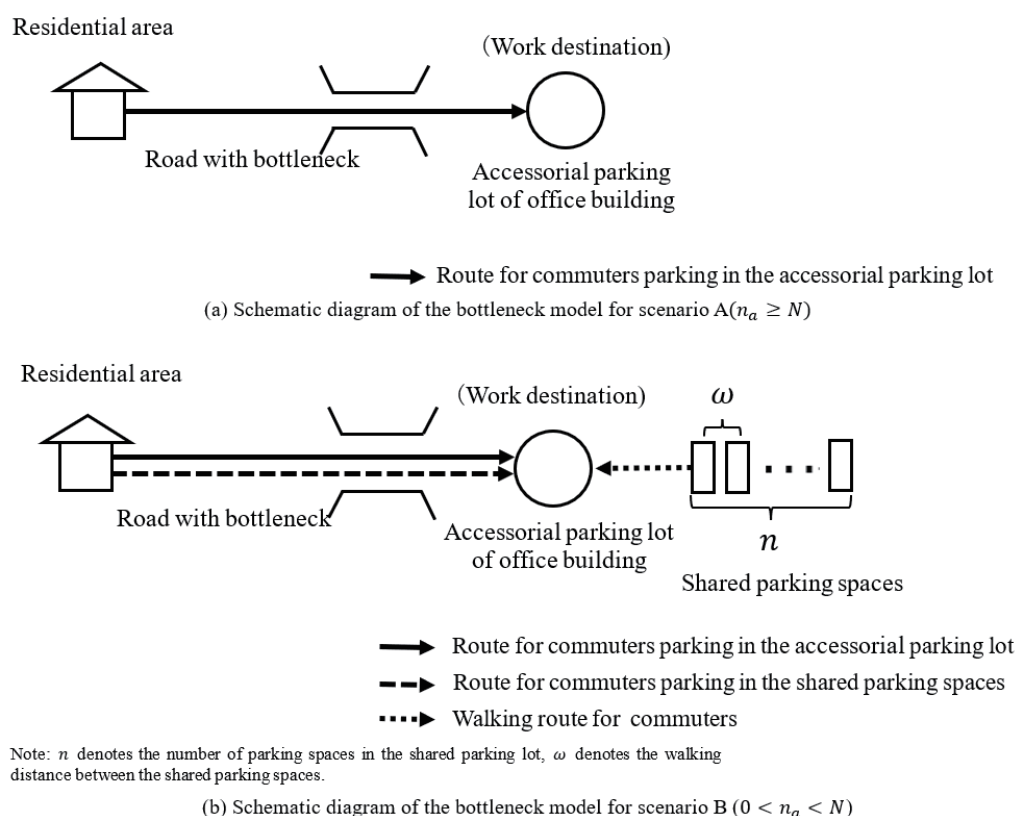 Residential area
(Work destination)
Road with bottleneck
Accessorial parking
lot of office building
Route for commuters parking in the accessorial parking lot
(a) Schematic diagram of the bottleneck model for scenario A(nₐ ≥ N)
Residential area
(Work destination)
ω
Road with bottleneck
Accessorial parking lot
of office building
n
Shared parking spaces
Route for commuters parking in the accessorial parking lot
Route for commuters parking in the shared parking spaces
Walking route for commuters
Note: n denotes the number of parking spaces in the shared parking lot, ω denotes the walking
distance between the shared parking spaces.
(b) Schematic diagram of the bottleneck model for scenario B (0 < nₐ < N)